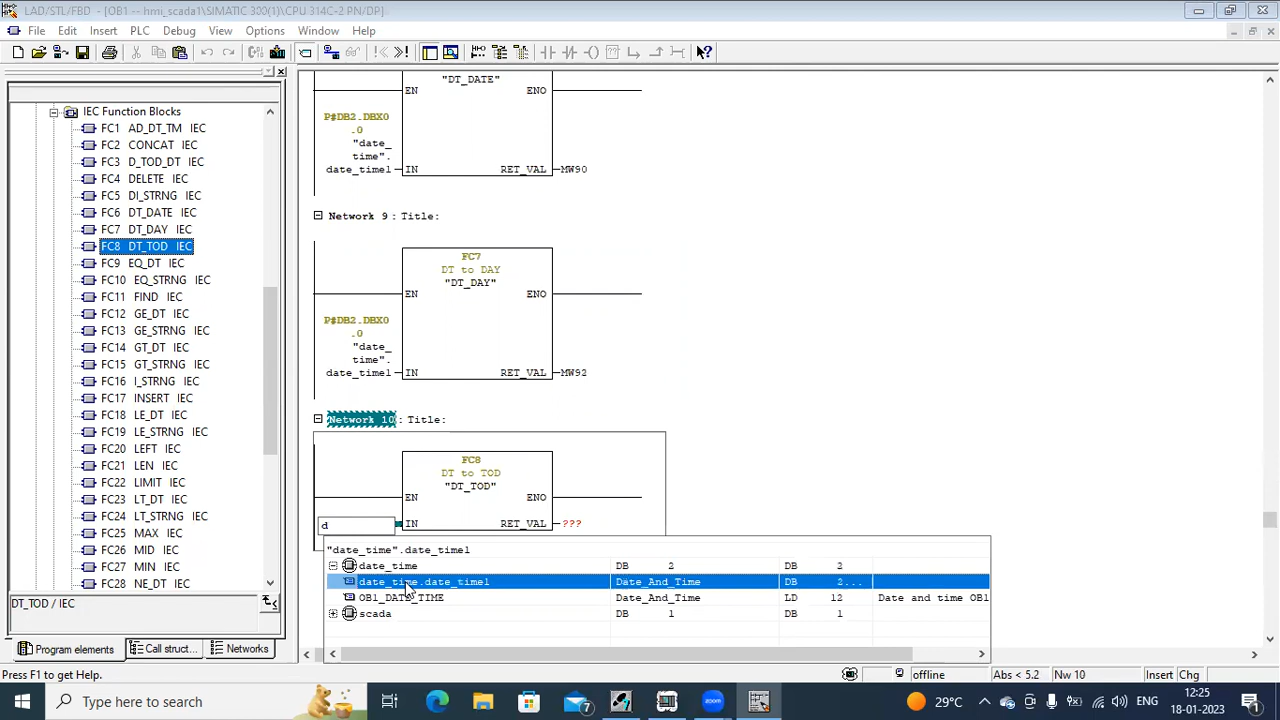 LAD/STL/FBD - [OB1 -- hmi_scada1\SIMATIC 300(1)\CPU 314C-2 PN/DP]
File Edit Insert PLC Debug View Options Window Help
IEC Function Blocks
FC1 AD_DT_TM IEC
FC2 CONCAT IEC
FC3 D_TOD_DT IEC
FC4 DELETE IEC
FC5 DI_STRNG IEC
FC6 DT_DATE IEC
FC7 DT_DAY IEC
FC8 DT_TOD IEC
FC9 EQ_DT IEC
FC10 EQ_STRNG IEC
FC11 FIND IEC
FC12 GE_DT IEC
FC13 GE_STRNG IEC
FC14 GT_DT IEC
FC15 GT_STRNG IEC
FC16 I_STRNG IEC
FC17 INSERT IEC
FC18 LE_DT IEC
FC19 LE_STRNG IEC
FC20 LEFT IEC
FC21 LEN IEC
FC22 LIMIT IEC
FC23 LT_DT IEC
FC24 LT_STRNG IEC
FC25 MAX IEC
FC26 MID IEC
FC27 MIN IEC
FC28 NE_DT IEC
DT_TOD / IEC
Program elements
Call struct...
Networks
"DT_DATE"
EN ENO
P#DB2.DBX0
.0
"date_
time".
date_time1 IN RET_VAL MW90
Network 9 : Title:
FC7
DT to DAY
"DT_DAY"
EN ENO
P#DB2.DBX0
.0
"date_
time".
date_time1 IN RET_VAL MW92
Network 10 : Title:
FC8
DT to TOD
"DT_TOD"
EN ENO
d IN RET_VAL ???
"date_time".date_time1
date_time DB 2 DB 2
date_time.date_time1 Date_And_Time DB 2...
OB1_DATE_TIME Date_And_Time LD 12 Date and time OB1
scada DB 1 DB 1
Press F1 to get Help.
offline
Abs < 5.2
Nw 10
Insert
Chg
Type here to search
7
29°C
ENG
12:25
18-01-2023
1